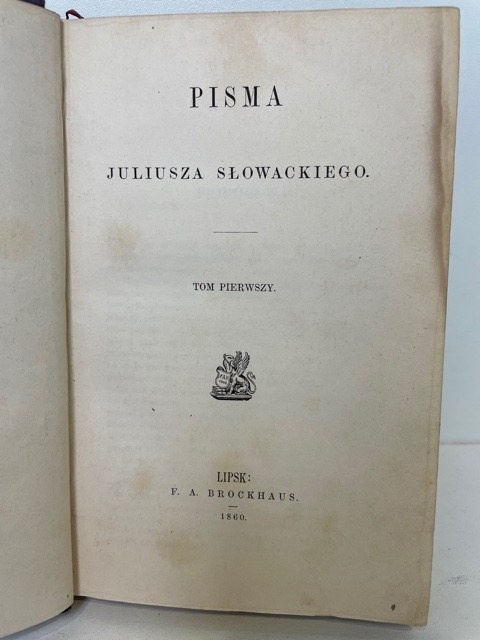 PISMA
JULIUSZA SŁOWACKIEGO.
TOM PIERWSZY.
LIPSK:
F. A. BROCKHAUS.
1860.